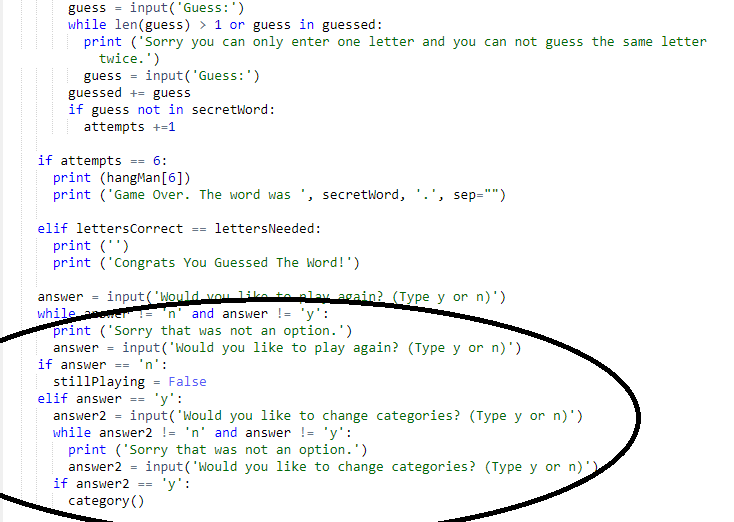 guess = input('Guess:')
while len(guess) > 1 or guess in guessed:
print ('Sorry you can only enter one letter and you can not guess the same letter
twice.')
guess = input('Guess:')
guessed += guess
if guess not in secretWord:
attempts +=1
if attempts == 6:
print (hangMan[6])
print ('Game Over. The word was ', secretWord, '.', sep="")
elif lettersCorrect == lettersNeeded:
print ('')
print ('Congrats You Guessed The Word!')
answer = input('Would you like to play again? (Type y or n)')
while answer != 'n' and answer != 'y':
print ('Sorry that was not an option.')
answer = input('Would you like to play again? (Type y or n)')
if answer == 'n':
stillPlaying = False
elif answer == 'y':
answer2 = input('Would you like to change categories? (Type y or n)')
while answer2 != 'n' and answer != 'y':
print ('Sorry that was not an option.')
answer2 = input('Would you like to change categories? (Type y or n)')
if answer2 == 'y':
category()